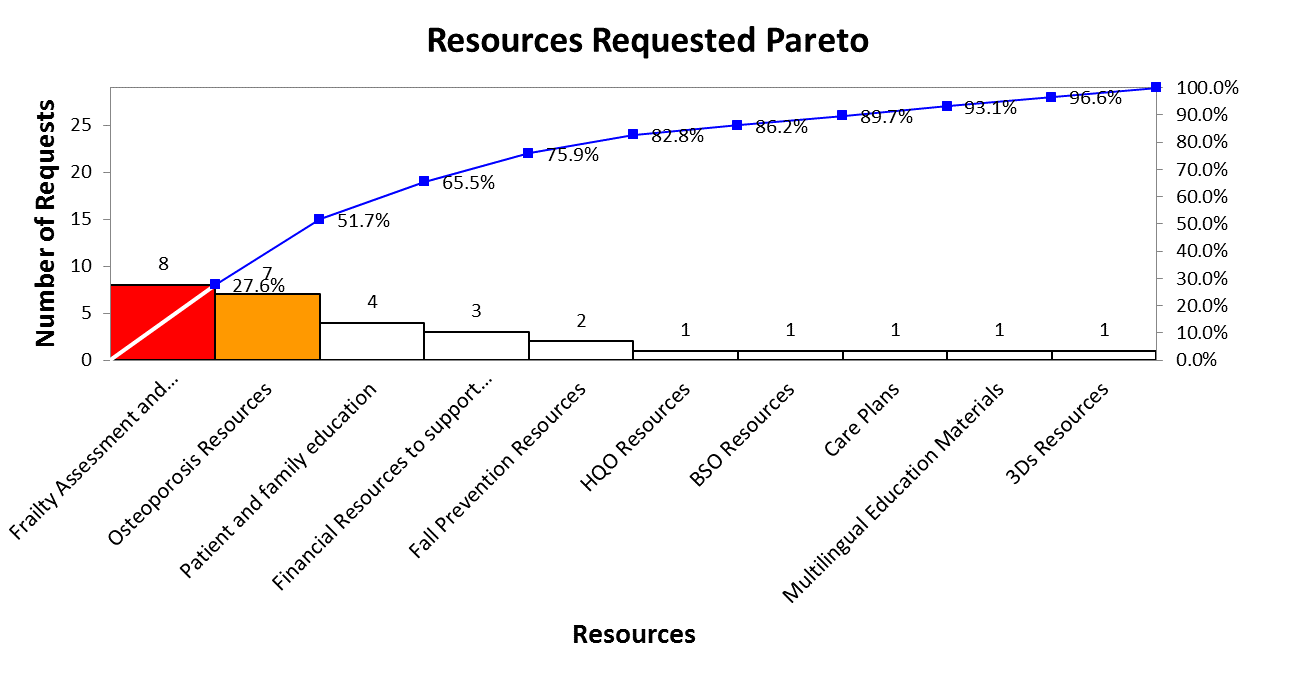 Resources Requested Pareto
Number of Requests
25
20
15
10
5
0
8
7
4
3
2
1
1
1
1
1
27.6%
51.7%
65.5%
75.9%
82.8%
86.2%
89.7%
93.1%
96.6%
100.0%
90.0%
80.0%
70.0%
60.0%
50.0%
40.0%
30.0%
20.0%
10.0%
0.0%
Frailty Assessment and...
Osteoporosis Resources
Patient and family education
Financial Resources to support...
Fall Prevention Resources
HQO Resources
BSO Resources
Care Plans
Multilingual Education Materials
3Ds Resources
Resources